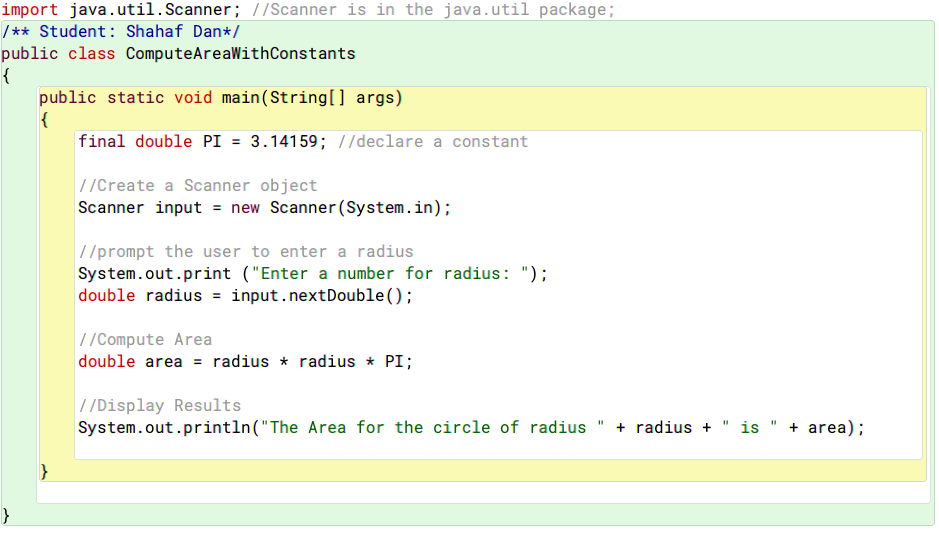 import java.util.Scanner; //Scanner is in the java.util package;
/** Student: Shahaf Dan*/
public class ComputeAreaWithConstants
{
public static void main(String[] args)
{
final double PI = 3.14159; //declare a constant
//Create a Scanner object
Scanner input = new Scanner(System.in);
//prompt the user to enter a radius
System.out.print ("Enter a number for radius: ");
double radius = input.nextDouble();
//Compute Area
double area = radius * radius * PI;
//Display Results
System.out.println("The Area for the circle of radius " + radius + " is " + area);
}
}